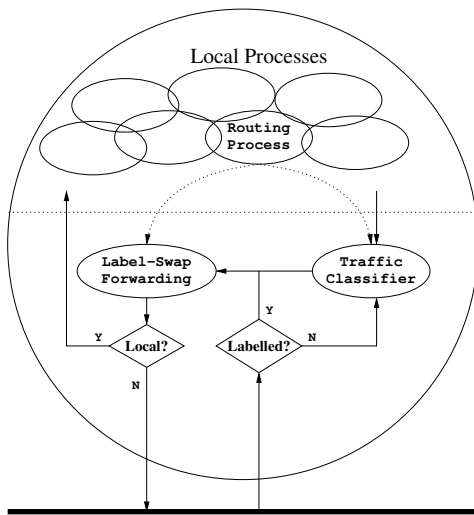 Local Processes
Routing
Process
Label-Swap
Forwarding
Traffic
Classifier
Y
N
Y
Local?
Labelled?
N